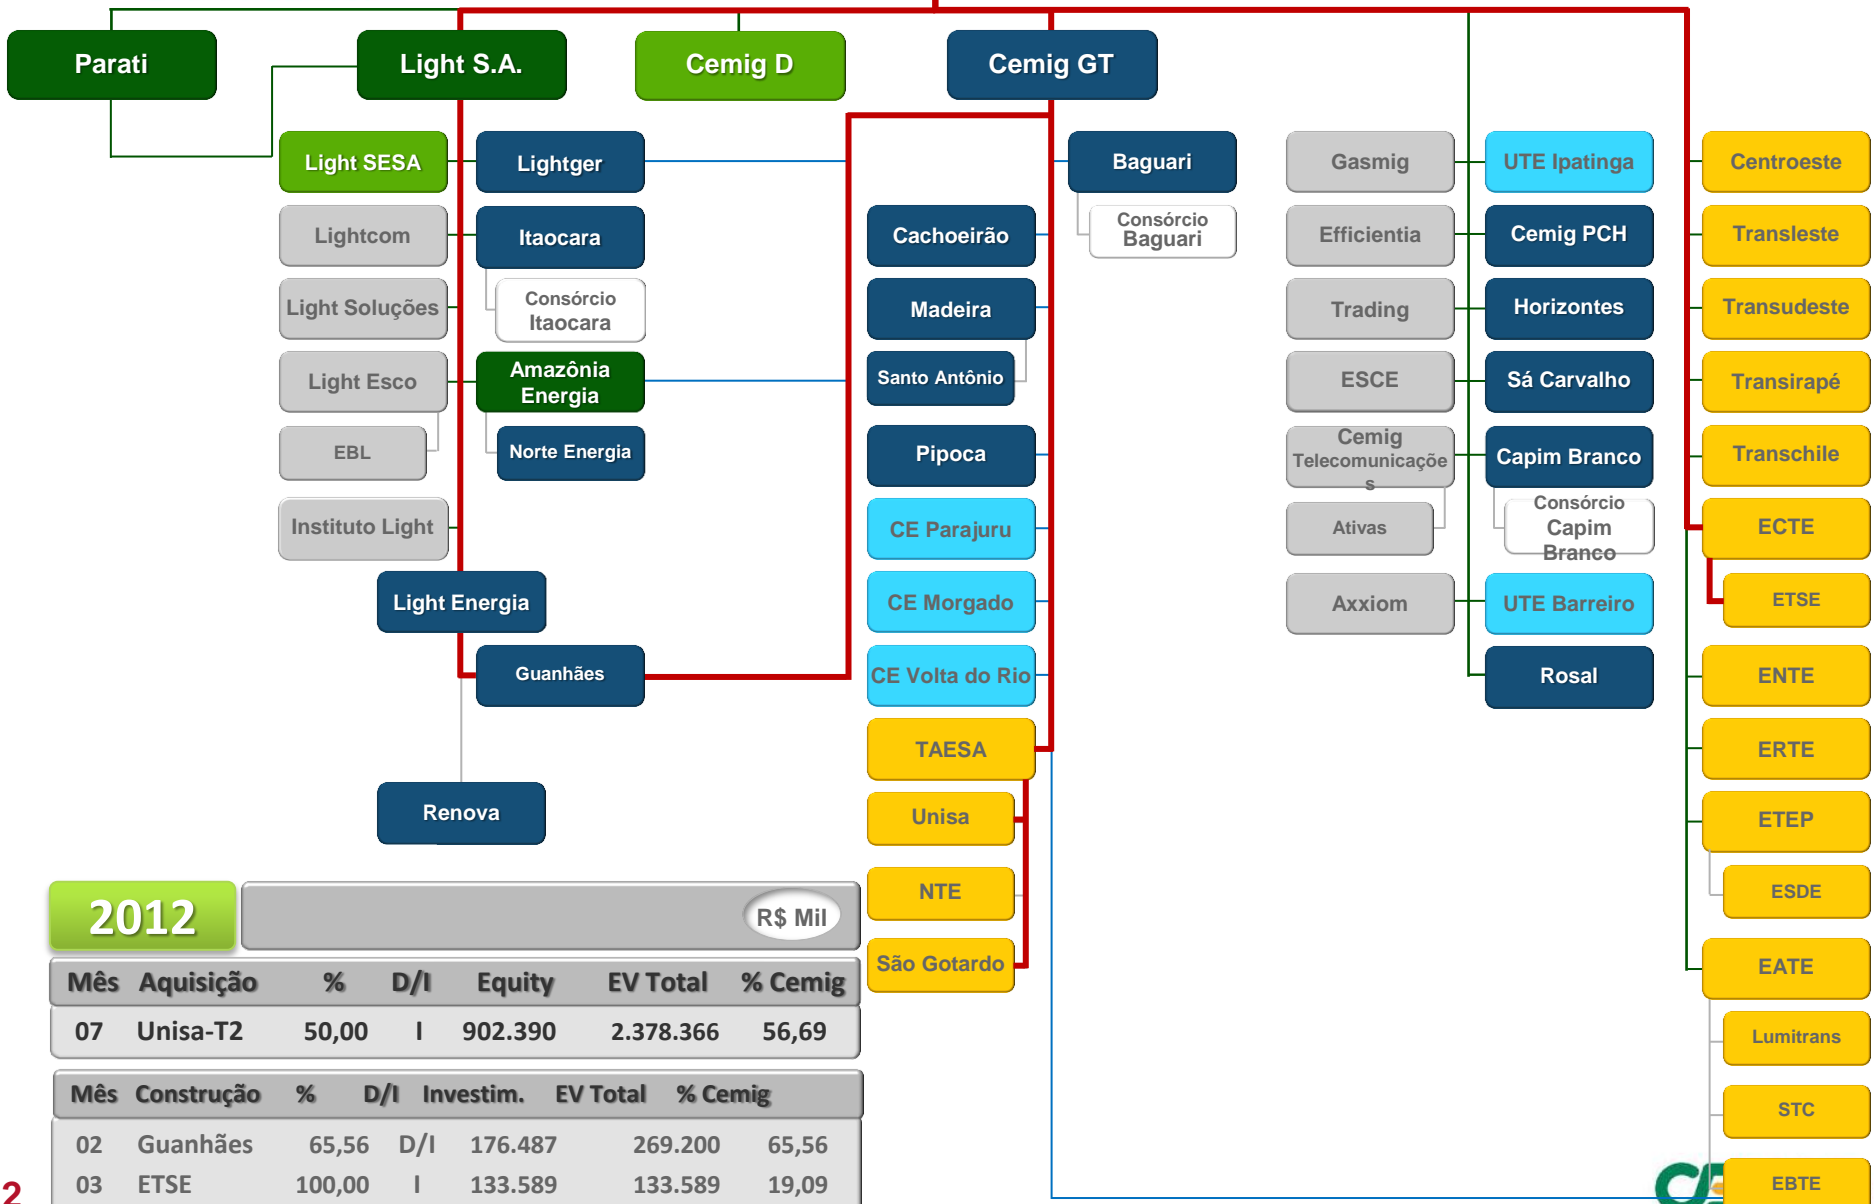 Parati
Light S.A.
Cemig D
Cemig GT
Light SESA
Lightger
Baguari
Gasmig
UTE Ipatinga
Centroeste
Lightcom
Itaocara
Cachoeirão
Consórcio
Baguari
Efficientia
Cemig PCH
Transleste
Light Soluções
Consórcio
Itaocara
Madeira
Trading
Horizontes
Transudeste
Light Esco
Amazônia
Energia
Santo Antônio
ESCE
Sá Carvalho
Transirapé
EBL
Norte Energia
Pipoca
Cemig
Telecomunicaçõe
s
Capim Branco
Transchile
Instituto Light
CE Parajuru
Ativas
Consórcio
Capim
Branco
ECTE
Light Energia
CE Morgado
Axxiom
UTE Barreiro
ETSE
Guanhães
CE Volta do Rio
Rosal
ENTE
TAESA
ERTE
Renova
Unisa
ETEP
NTE
ESDE
São Gotardo
EATE
Lumitrans
STC
EBTE
2012
R$ Mil
Mês Aquisição % D/I Equity EV Total % Cemig
07 Unisa-T2 50,00 I 902.390 2.378.366 56,69
Mês Construção % D/I Investim. EV Total % Cemig
02 Guanhães 65,56 D/I 176.487 269.200 65,56
03 ETSE 100,00 I 133.589 133.589 19,09
2